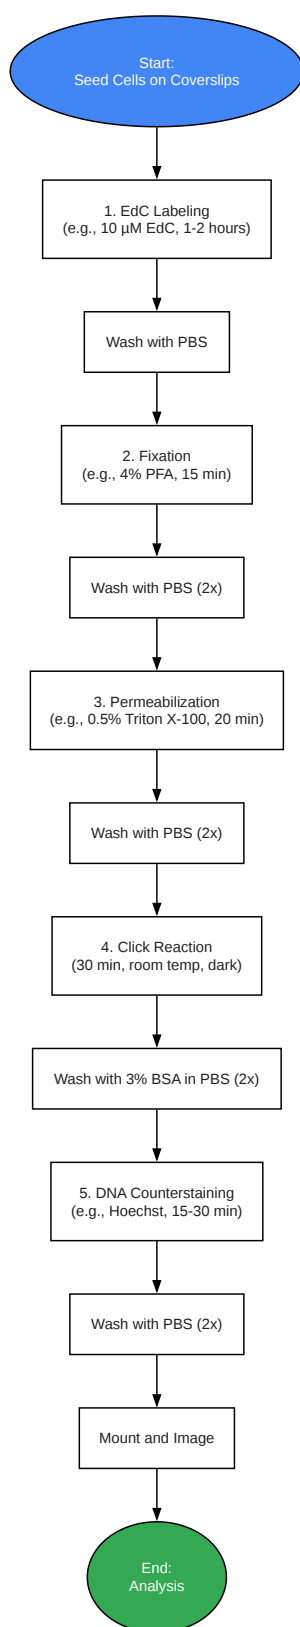 Start:
Seed Cells on Coverslips
1. EdC Labeling
(e.g., 10 µM EdC, 1-2 hours)
Wash with PBS
2. Fixation
(e.g., 4% PFA, 15 min)
Wash with PBS (2x)
3. Permeabilization
(e.g., 0.5% Triton X-100, 20 min)
Wash with PBS (2x)
4. Click Reaction
(30 min, room temp, dark)
Wash with 3% BSA in PBS (2x)
5. DNA Counterstaining
(e.g., Hoechst, 15-30 min)
Wash with PBS (2x)
Mount and Image
End:
Analysis